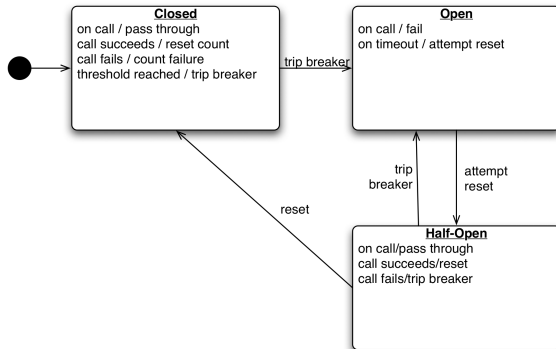 Closed
on call / pass through
call succeeds / reset count
call fails / count failure
threshold reached / trip breaker
trip breaker
Open
on call / fail
on timeout / attempt reset
trip
breaker
attempt
reset
reset
Half-Open
on call/pass through
call succeeds/reset
call fails/trip breaker